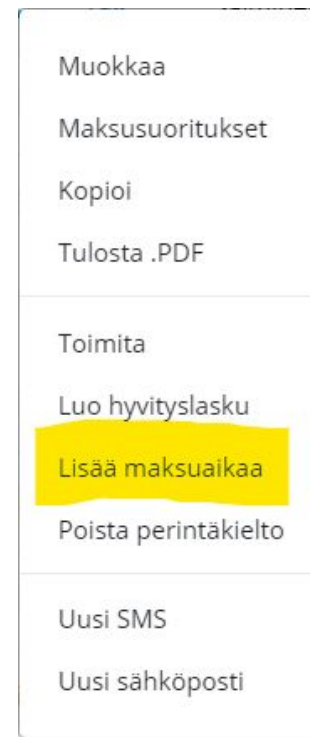 Muokkaa
Maksusuoritukset
Kopioi
Tulosta .PDF
Toimita
Luo hyvityslasku
Lisää maksuaikaa
Poista perintäkielto
Uusi SMS
Uusi sähköposti